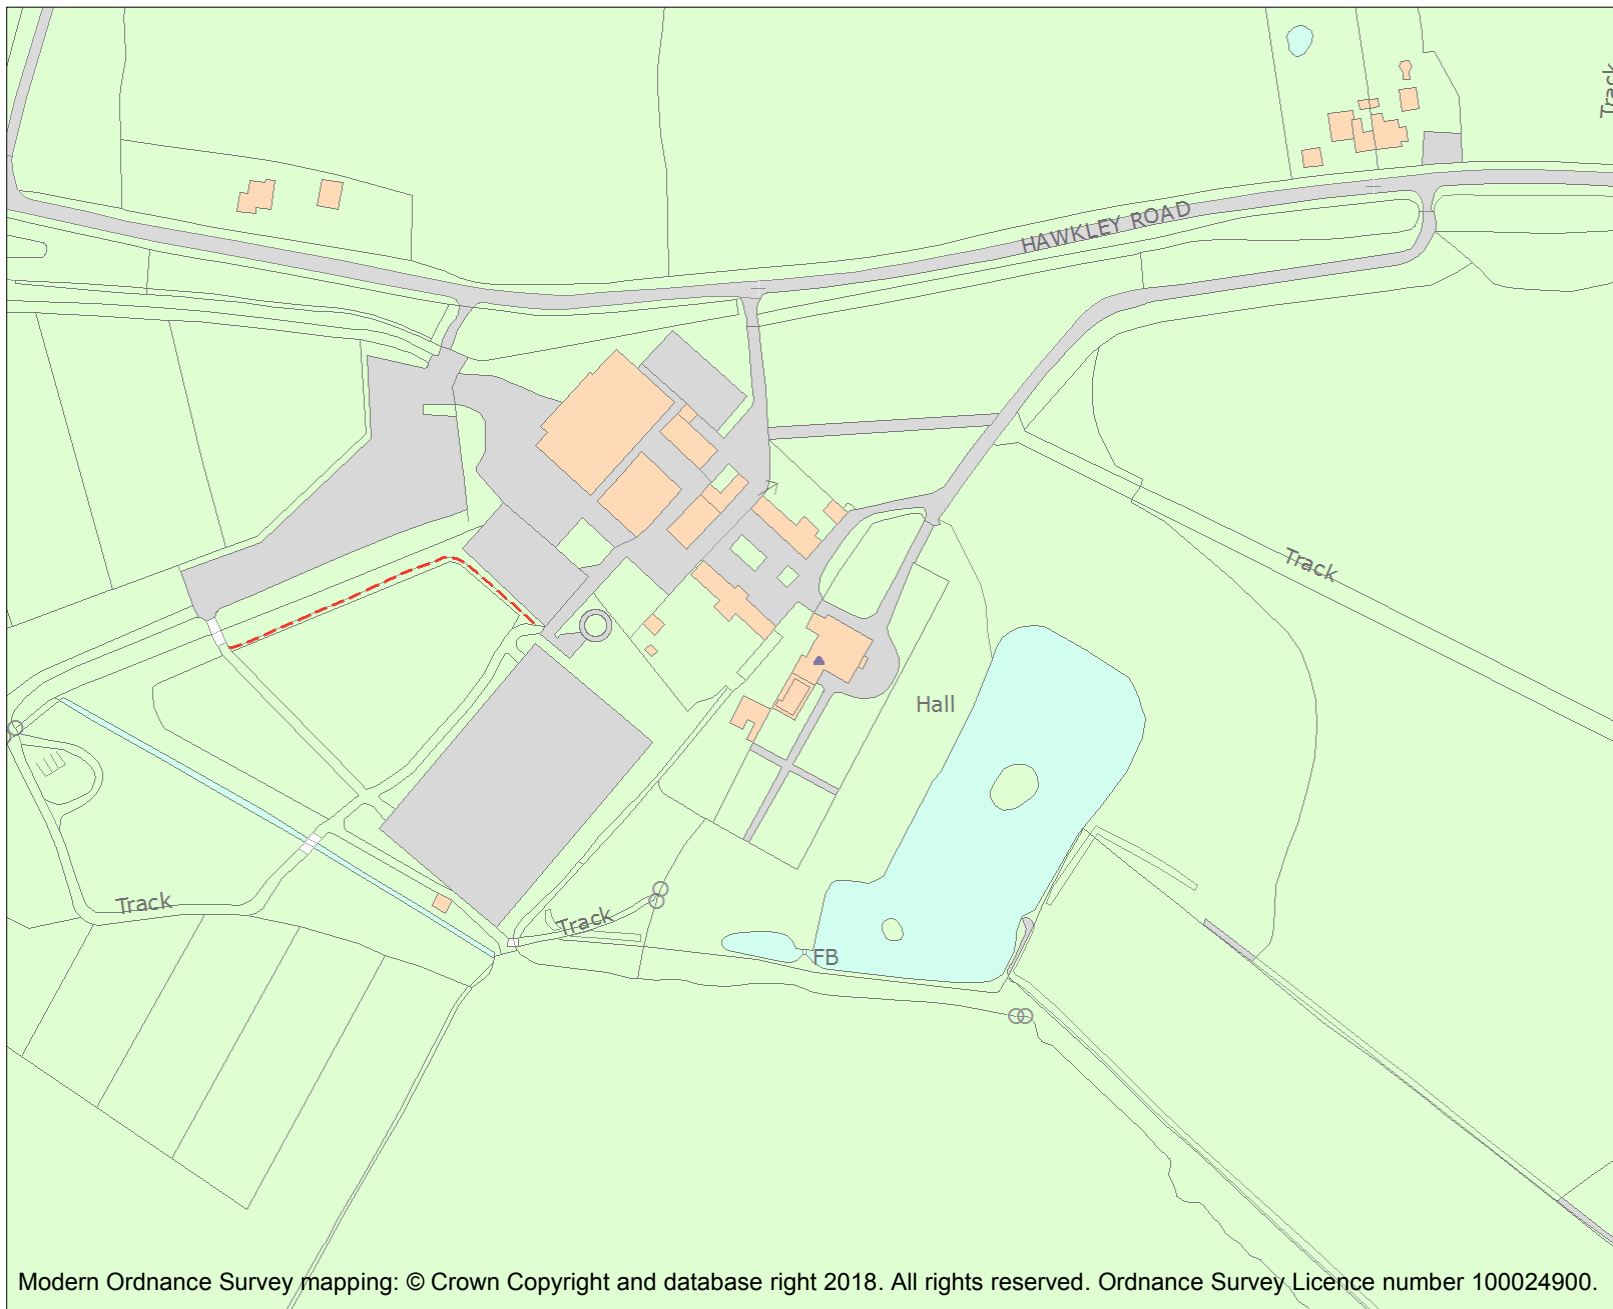 Track
HAWKLEY ROAD
Track
Hall
Track
Track
FB
Modern Ordnance Survey mapping: © Crown Copyright and database right 2018. All rights reserved. Ordnance Survey Licence number 100024900.